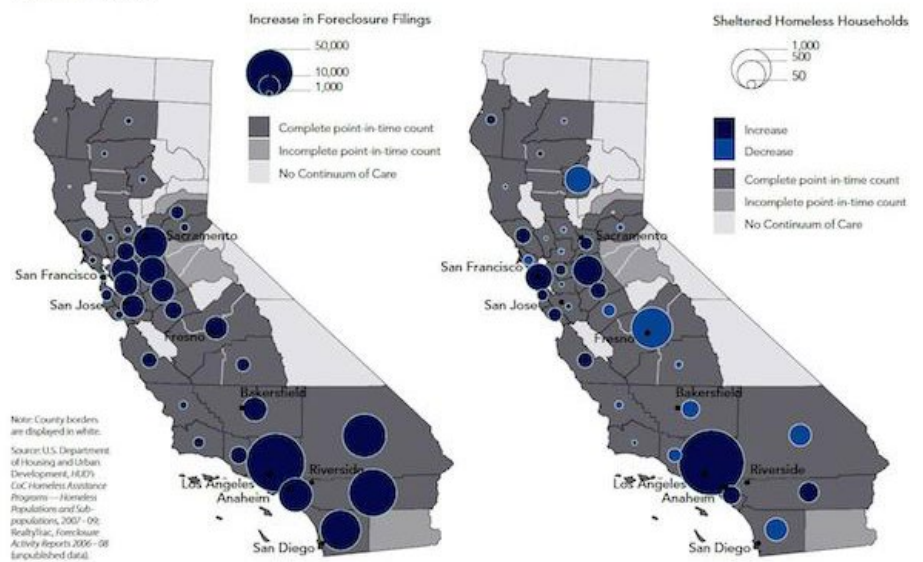 Increase in Foreclosure Filings
50,000
10,000
1,000
Complete point-in-time count
Incomplete point-in-time count
No Continuum of Care
Sacramento
San Francisco
San Jose
Fresno
Bakersfield
Los Angeles
Riverside
Anaheim
San Diego
Note: County borders
are displayed in white.
Source: U.S. Department
of Housing and Urban
Development, HUD's
CoC Homeless Assistance
Programs — Homeless
Populations and Sub-
populations, 2007 - 09;
RealtyTrac, Foreclosure
Activity Reports 2006 - 08
(unpublished data).
Sheltered Homeless Households
1,000
500
50
Increase
Decrease
Complete point-in-time count
Incomplete point-in-time count
No Continuum of Care
Sacramento
San Francisco
San Jose
Fresno
Bakersfield
Los Angeles
Riverside
Anaheim
San Diego